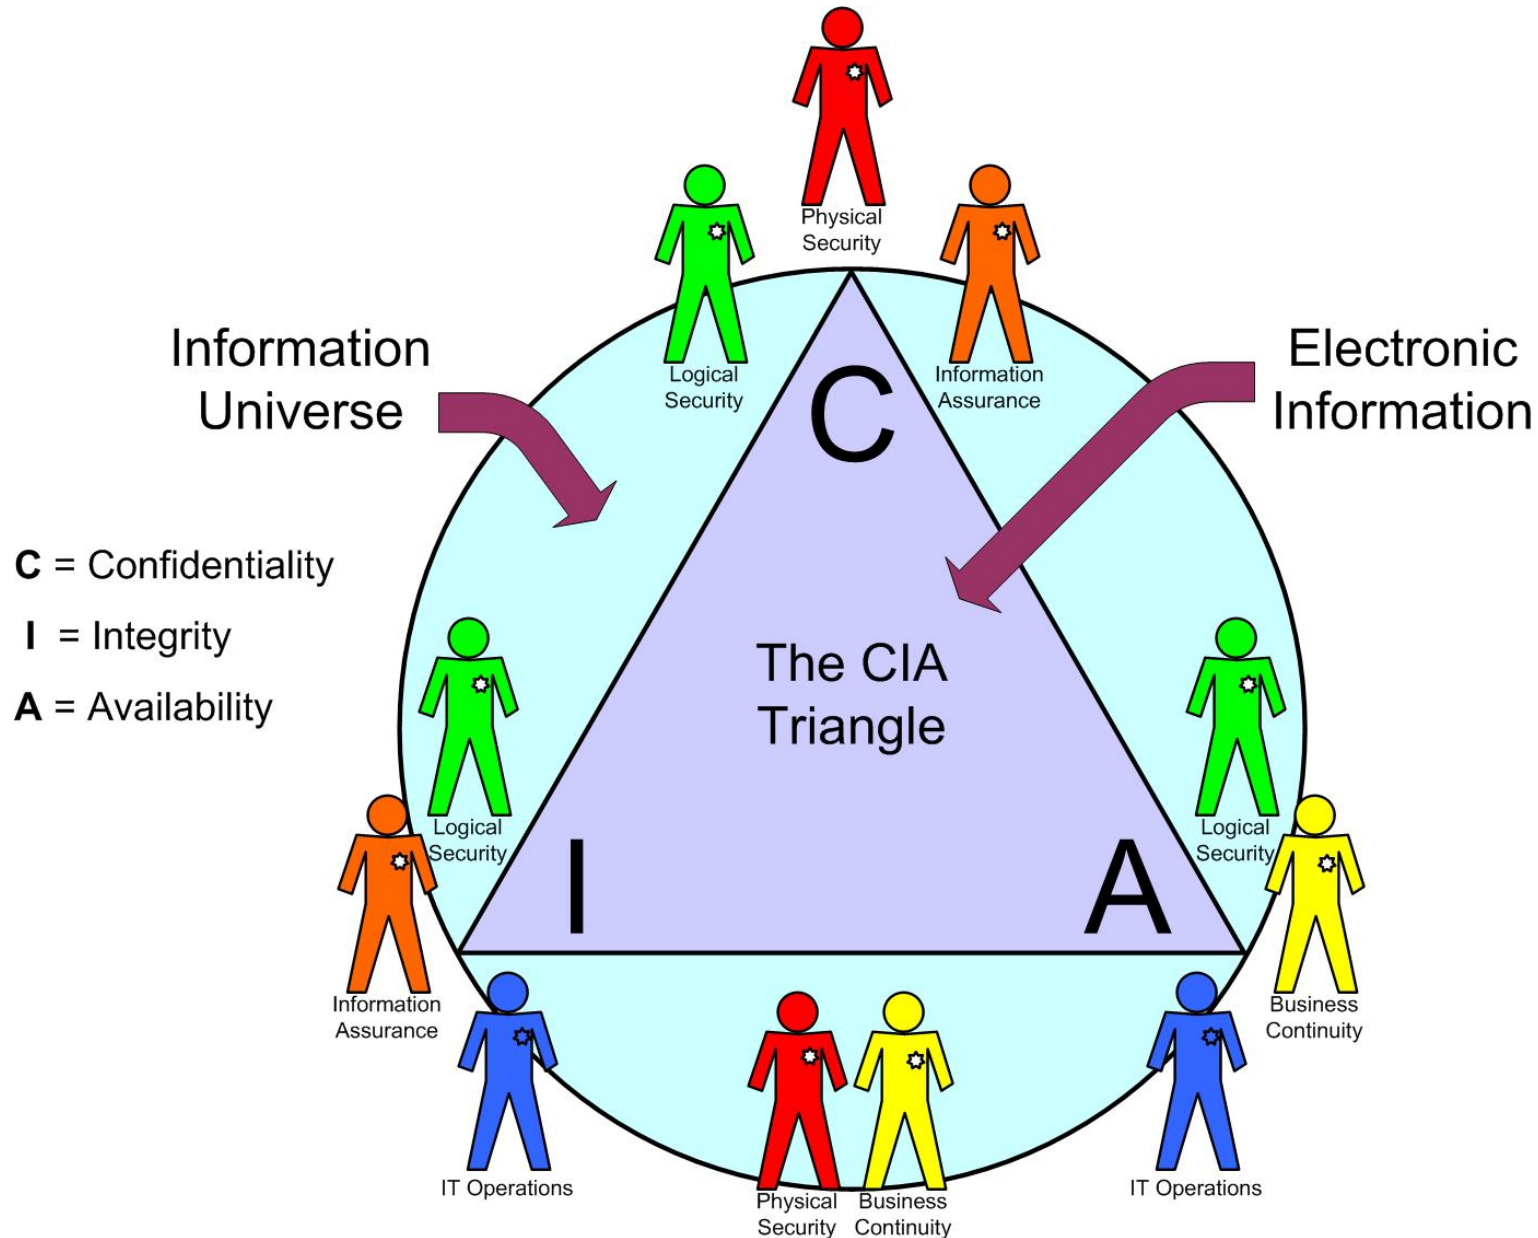 Physical
Security
Logical
Security
Information
Assurance
Information
Universe
Electronic
Information
C
C = Confidentiality
I = Integrity
A = Availability
The CIA
Triangle
Logical
Security
Logical
Security
I
A
Information
Assurance
Business
Continuity
IT Operations
Physical
Security
Business
Continuity
IT Operations